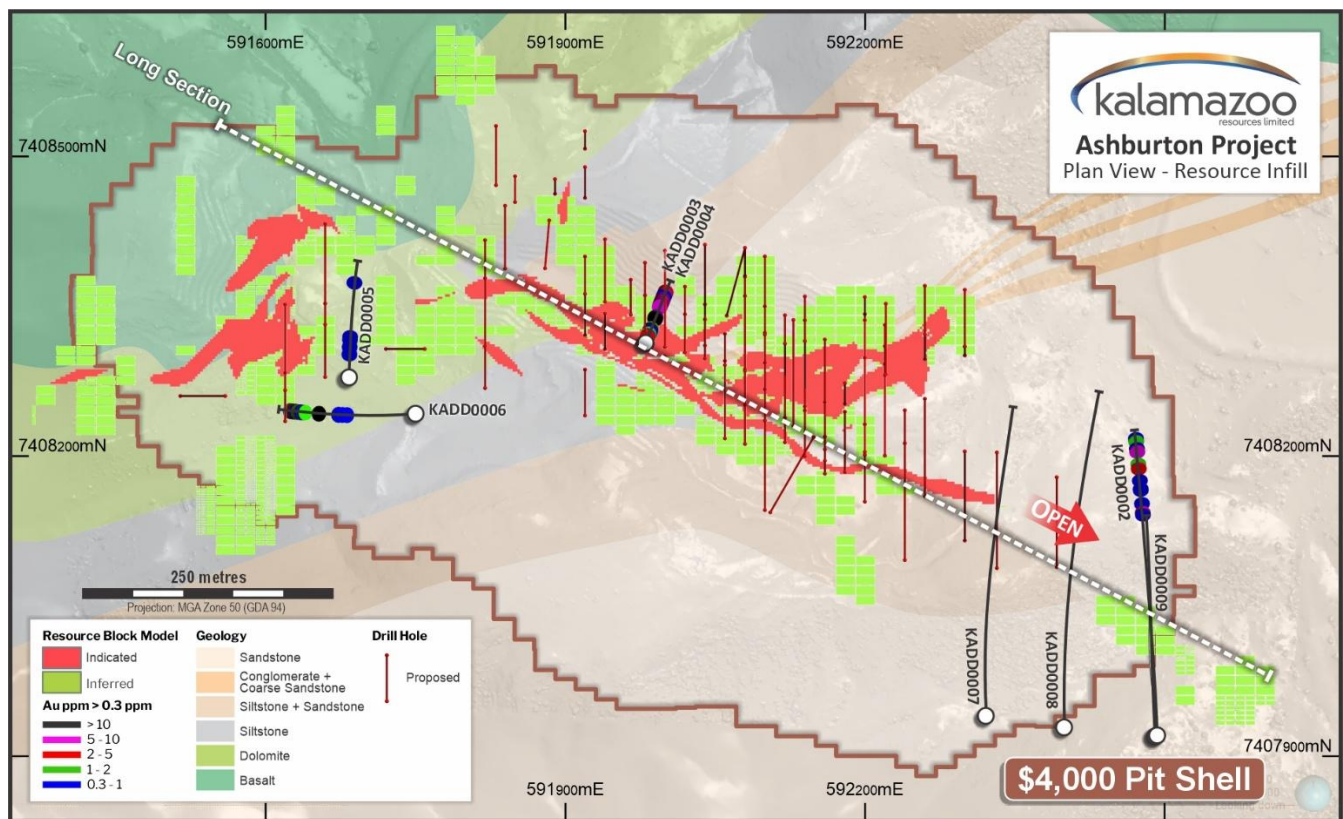 591600mE
591900mE
592200mE
Long Section
kalamazoo
resources limited
Ashburton Project
Plan View - Resource Infill
7408500mN
KADD0003
KADD0004
KADD0005
KADD0006
7408200mN
7408200mN
KADD0002
OPEN
KADD0009
KADD0007
KADD0008
250 metres
Projection: MGA Zone 50 (GDA 94)
Resource Block Model
Indicated
Inferred
Au ppm > 0.3 ppm
>10
5 - 10
2 - 5
1 - 2
0.3 - 1
Geology
Sandstone
Conglomerate +
Coarse Sandstone
Siltstone + Sandstone
Siltstone
Dolomite
Basalt
Drill Hole
Proposed
7407900mN
$4,000 Pit Shell
591900mE
592200mE